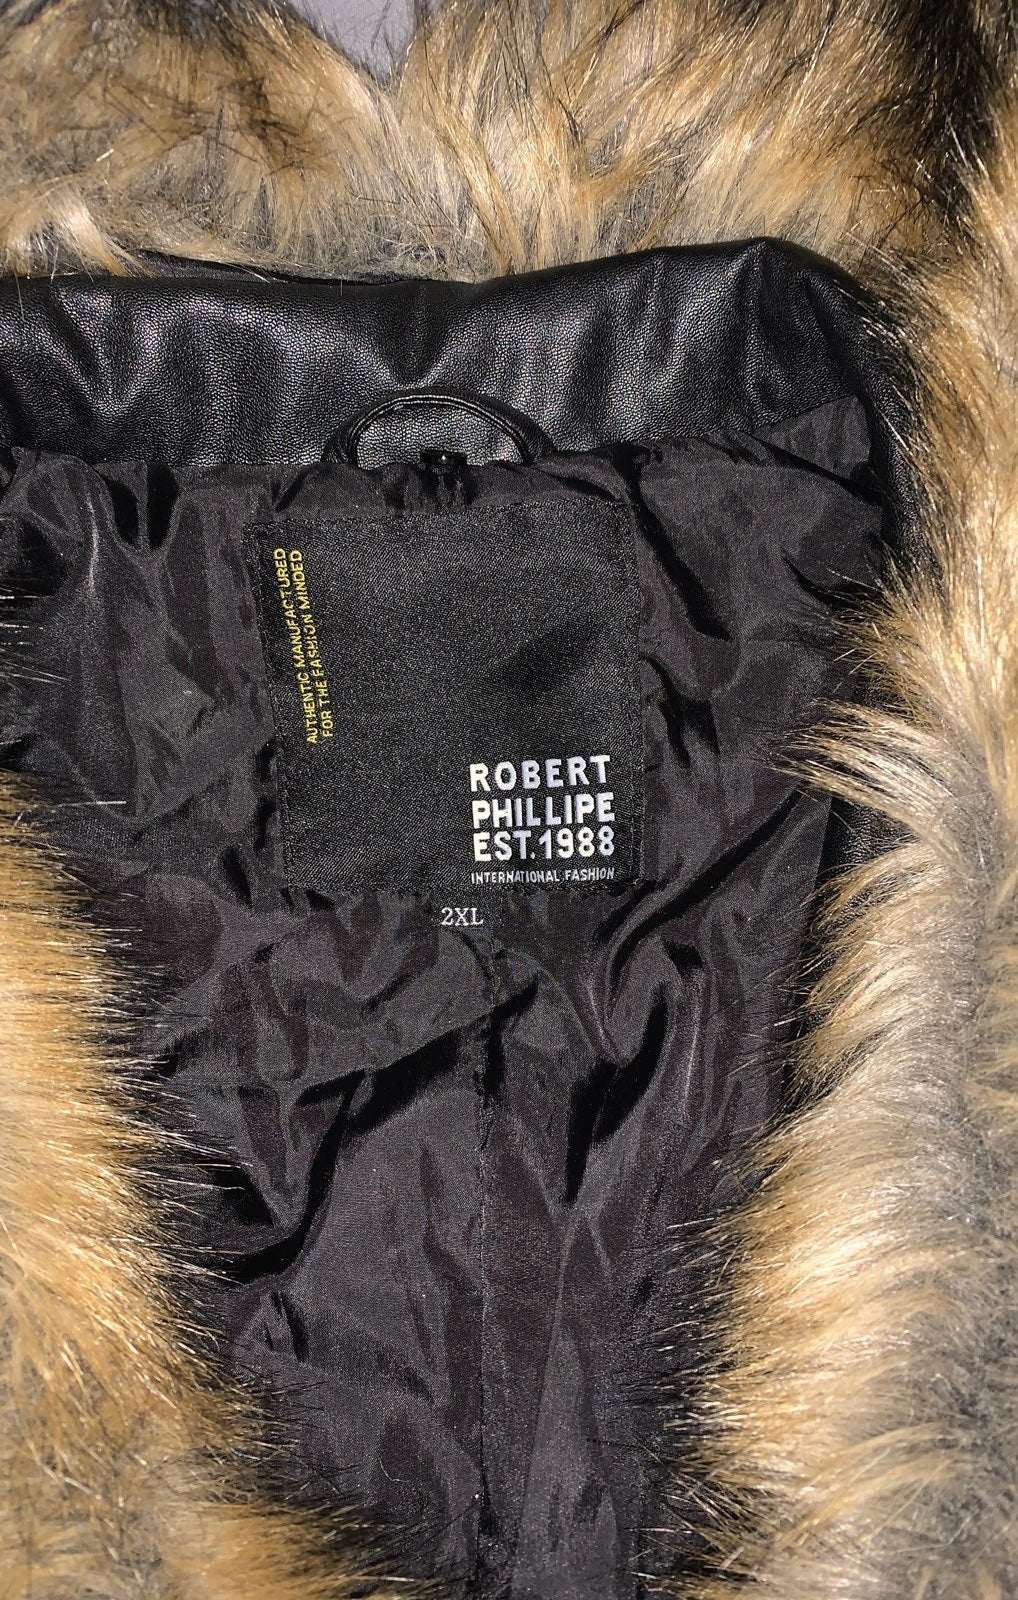 AUTHENTIC MANUFACTURED
FOR THE FASHION MINDED
ROBERT
PHILLIPE
EST.1988
INTERNATIONAL FASHION
2XL